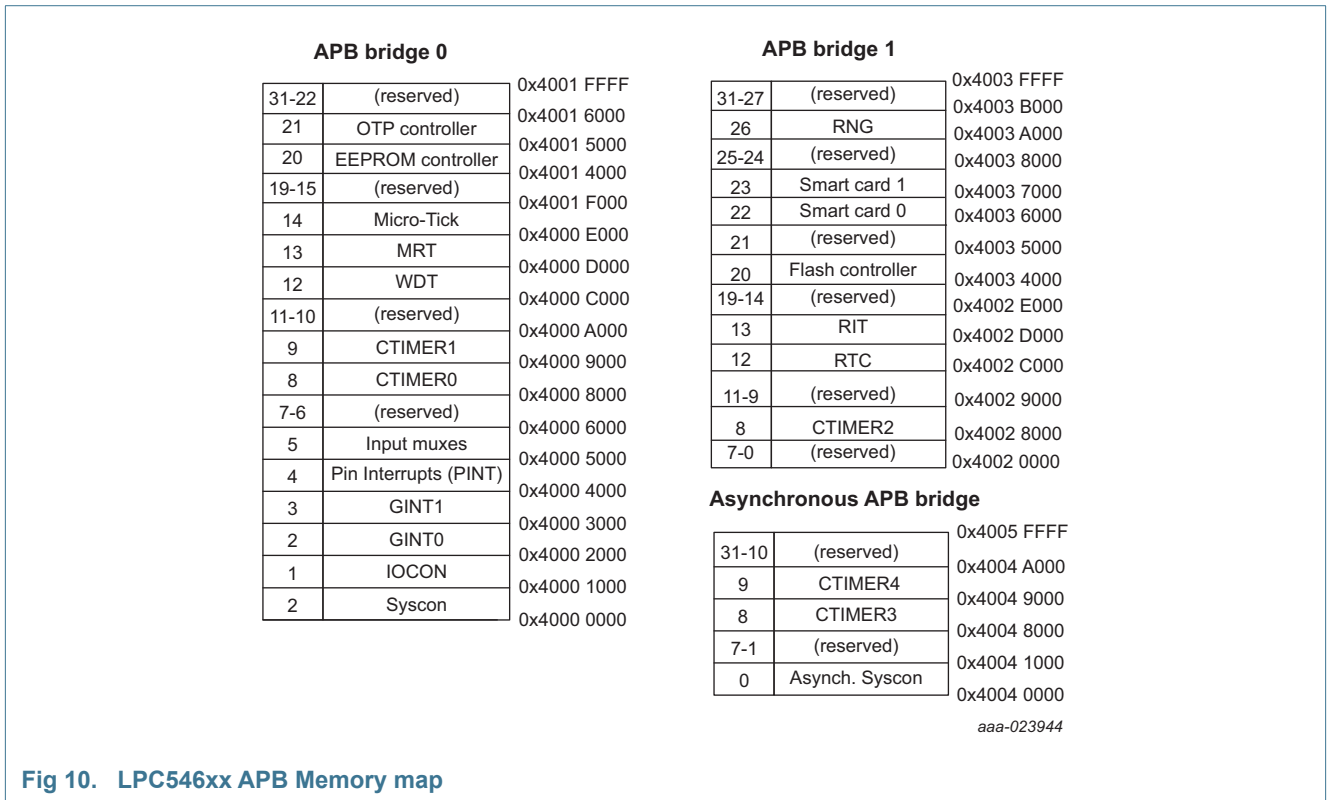 APB bridge 0
0x4001 FFFF
31-22 (reserved)
0x4001 6000
21 OTP controller
0x4001 5000
20 EEPROM controller
0x4001 4000
19-15 (reserved)
0x4001 F000
14 Micro-Tick
0x4000 E000
13 MRT
0x4000 D000
12 WDT
0x4000 C000
11-10 (reserved)
0x4000 A000
9 CTIMER1
0x4000 9000
8 CTIMER0
0x4000 8000
7-6 (reserved)
0x4000 6000
5 Input muxes
0x4000 5000
4 Pin Interrupts (PINT)
0x4000 4000
3 GINT1
0x4000 3000
2 GINT0
0x4000 2000
1 IOCON
0x4000 1000
2 Syscon
0x4000 0000
APB bridge 1
0x4003 FFFF
31-27 (reserved)
0x4003 B000
26 RNG
0x4003 A000
25-24 (reserved)
0x4003 8000
23 Smart card 1
0x4003 7000
22 Smart card 0
0x4003 6000
21 (reserved)
0x4003 5000
20 Flash controller
0x4003 4000
19-14 (reserved)
0x4002 E000
13 RIT
0x4002 D000
12 RTC
0x4002 C000
11-9 (reserved)
0x4002 9000
8 CTIMER2
0x4002 8000
7-0 (reserved)
0x4002 0000
Asynchronous APB bridge
0x4005 FFFF
31-10 (reserved)
0x4004 A000
9 CTIMER4
0x4004 9000
8 CTIMER3
0x4004 8000
7-1 (reserved)
0x4004 1000
0 Asynch. Syscon
0x4004 0000
aaa-023944
Fig 10. LPC546xx APB Memory map